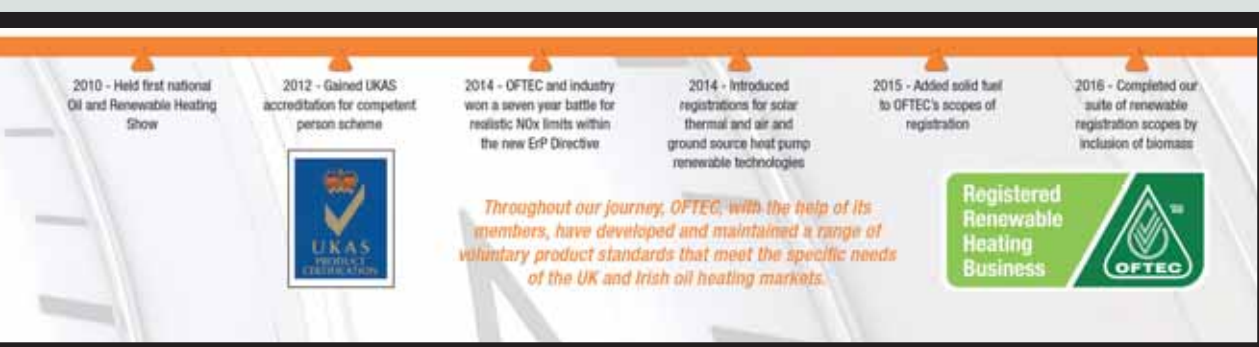 2010 - Held first national
Oil and Renewable Heating
Show
2012 - Gained UKAS
accreditation for competent
person scheme
2014 - OFTEC and industry
won a seven year battle for
realistic NOx limits within
the new ErP Directive
2014 - Introduced
registrations for solar
thermal and air and
ground source heat pump
renewable technologies
2015 - Added solid fuel
to OFTEC's scopes of
registration
2016 - Completed our
suite of renewable
registration scopes by
inclusion of biomass
UKAS
PRODUCT
CERTIFICATION
Throughout our journey, OFTEC, with the help of its
members, have developed and maintained a range of
voluntary product standards that meet the specific needs
of the UK and Irish oil heating markets.
Registered
Renewable
Heating
Business
OFTEC